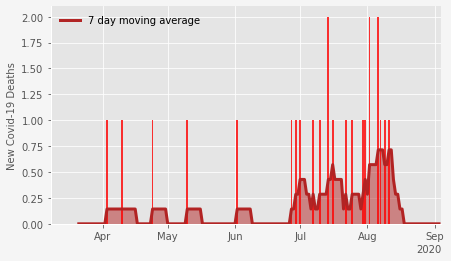 7 day moving average
New Covid-19 Deaths
2.00
1.75
1.50
1.25
1.00
0.75
0.50
0.25
0.00
Apr
May
Jun
Jul
Aug
Sep
2020